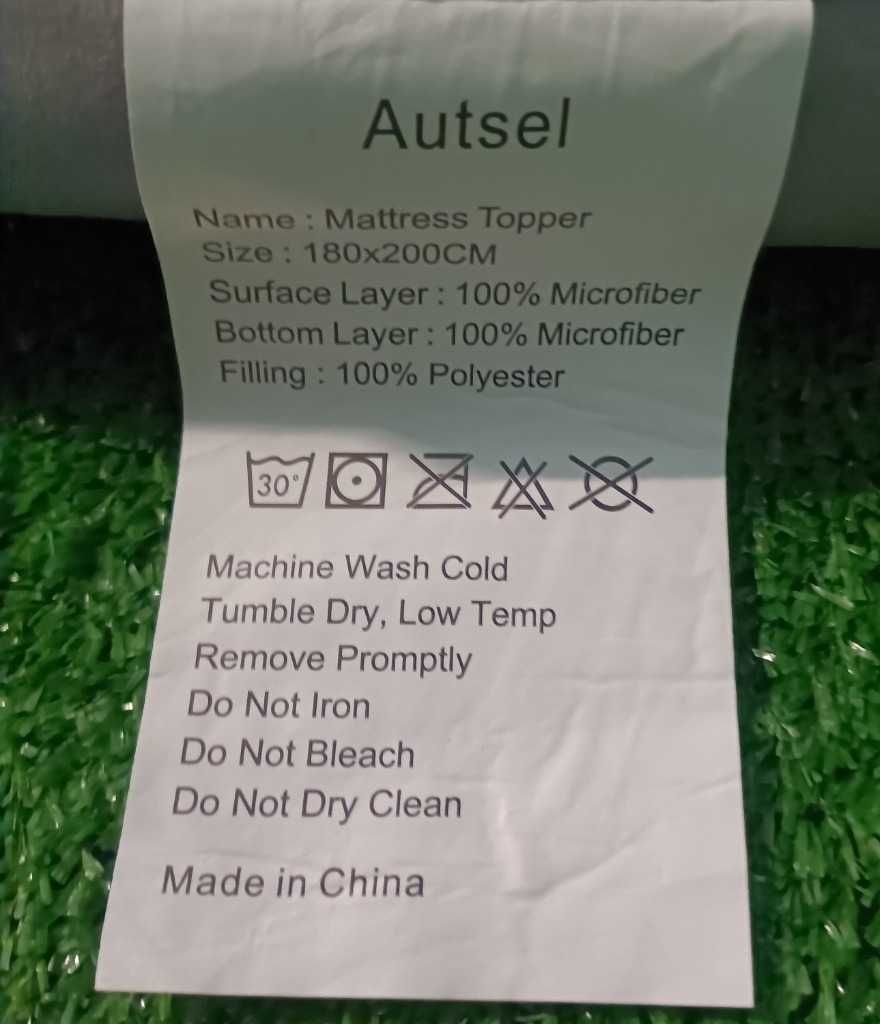 Autsel
Name : Mattress Topper
Size : 180x200CM
Surface Layer : 100% Microfiber
Bottom Layer : 100% Microfiber
Filling : 100% Polyester
30°
Machine Wash Cold
Tumble Dry, Low Temp
Remove Promptly
Do Not Iron
Do Not Bleach
Do Not Dry Clean
Made in China